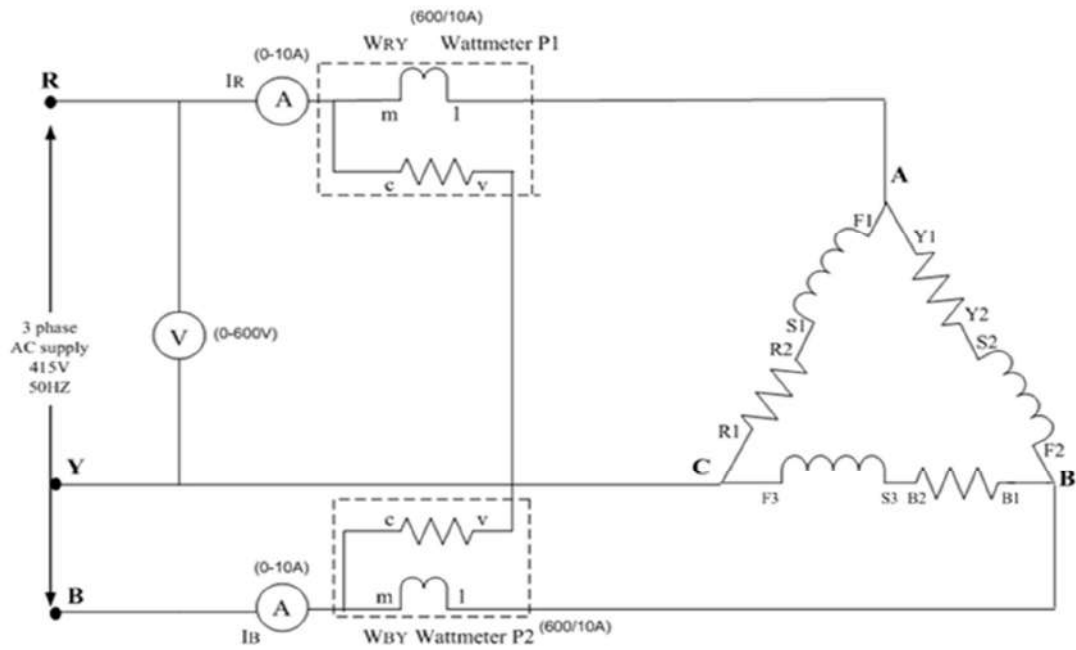 (600/10A)
WRY Wattmeter P1
(0-10A)
R
IR
A
m l
c v
A
F1
Y1
Y2
S1
S2
R2
R1
F2
3 phase
AC supply
415V
50HZ
V
(0-600V)
Y
C
B
F3 S3 B2 B1
c v
B
(0-10A)
A
m l
IB
WBY Wattmeter P2
(600/10A)